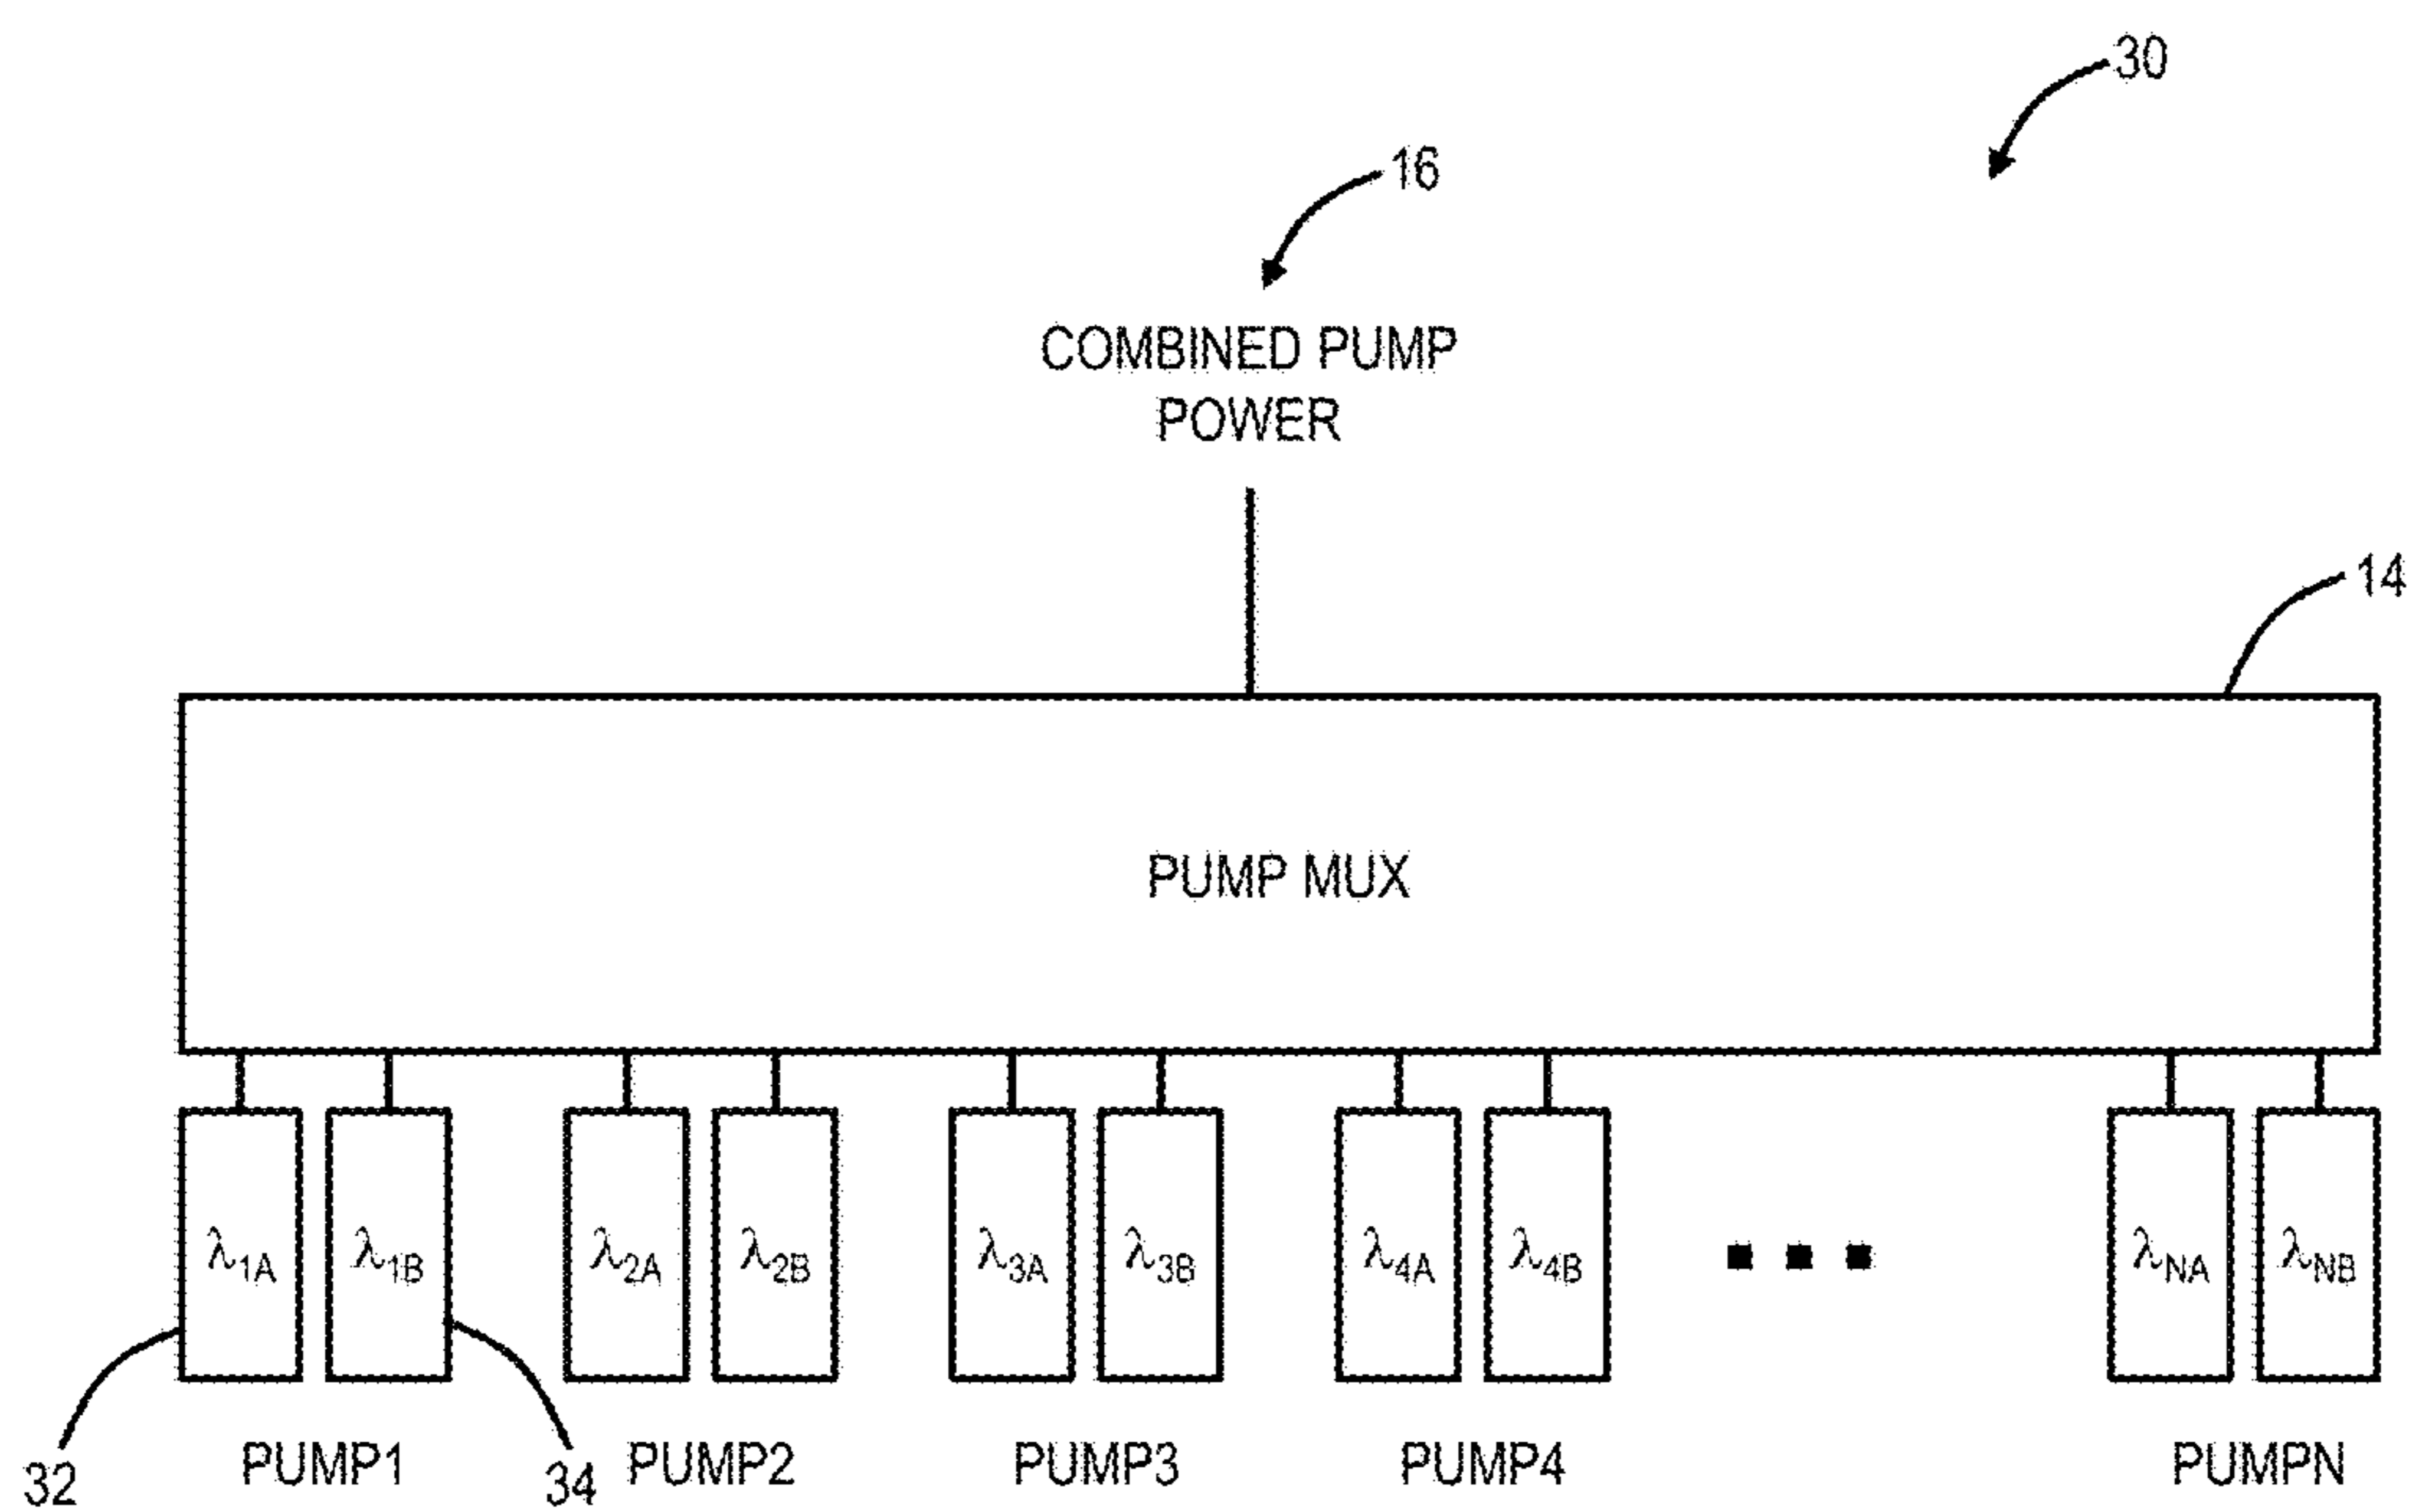 30
16
COMBINED PUMP
POWER
14
PUMP MUX
λ1A λ1B λ2A λ2B λ3A λ3B λ4A λ4B ▪ ▪ ▪ λNA λNB
32 PUMP1 34 PUMP2 PUMP3 PUMP4 PUMPN